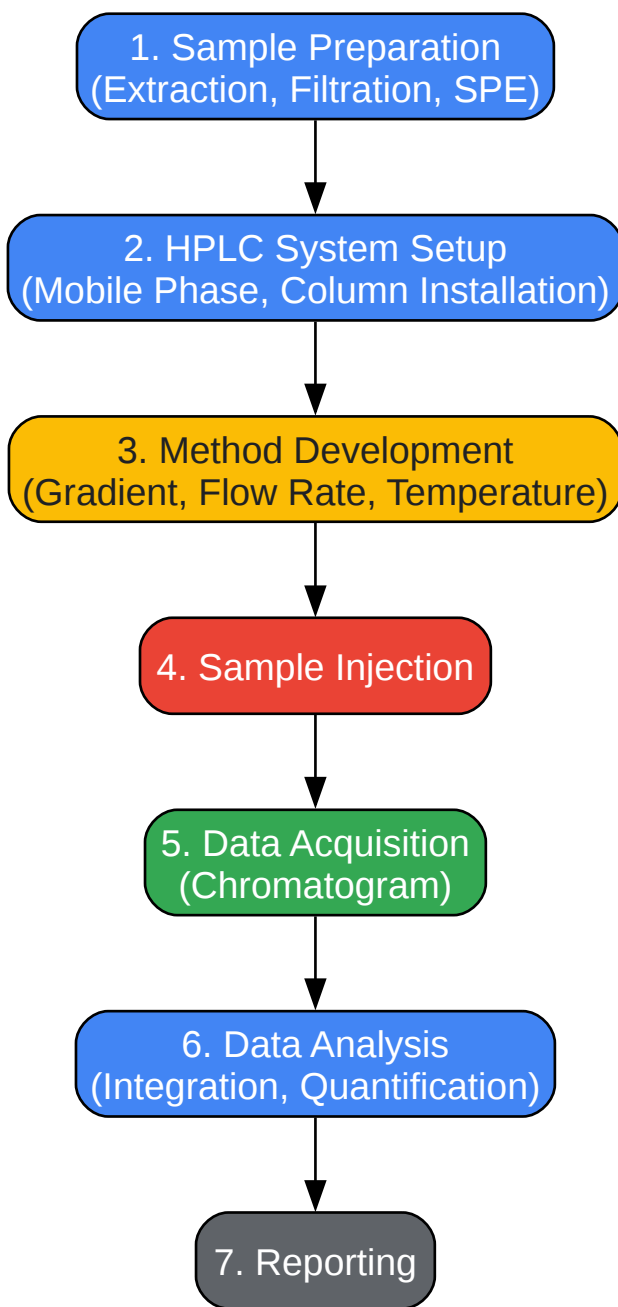 1. Sample Preparation
(Extraction, Filtration, SPE)
2. HPLC System Setup
(Mobile Phase, Column Installation)
3. Method Development
(Gradient, Flow Rate, Temperature)
4. Sample Injection
5. Data Acquisition
(Chromatogram)
6. Data Analysis
(Integration, Quantification)
7. Reporting